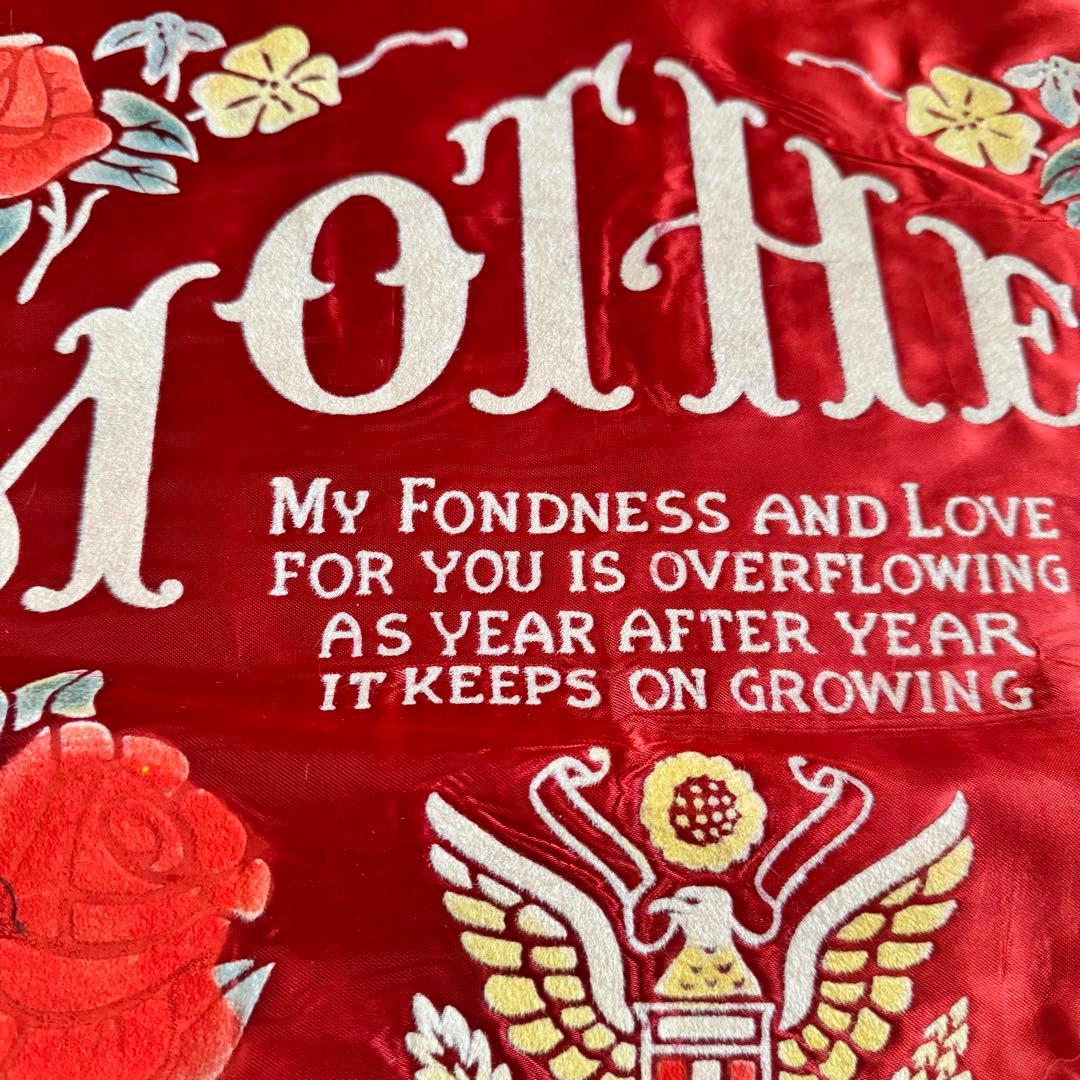 MOTHE
MY FONDNESS AND LOVE
FOR YOU IS OVERFLOWING
AS YEAR AFTER YEAR
IT KEEPS ON GROWING